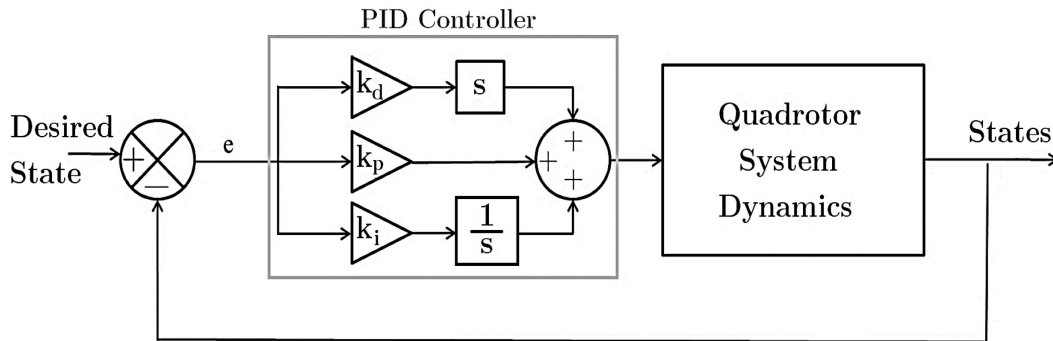 PID Controller
Desired
State
+
−
e
k_d
s
k_p
k_i
1/s
+
+
+
Quadrotor
System
Dynamics
States